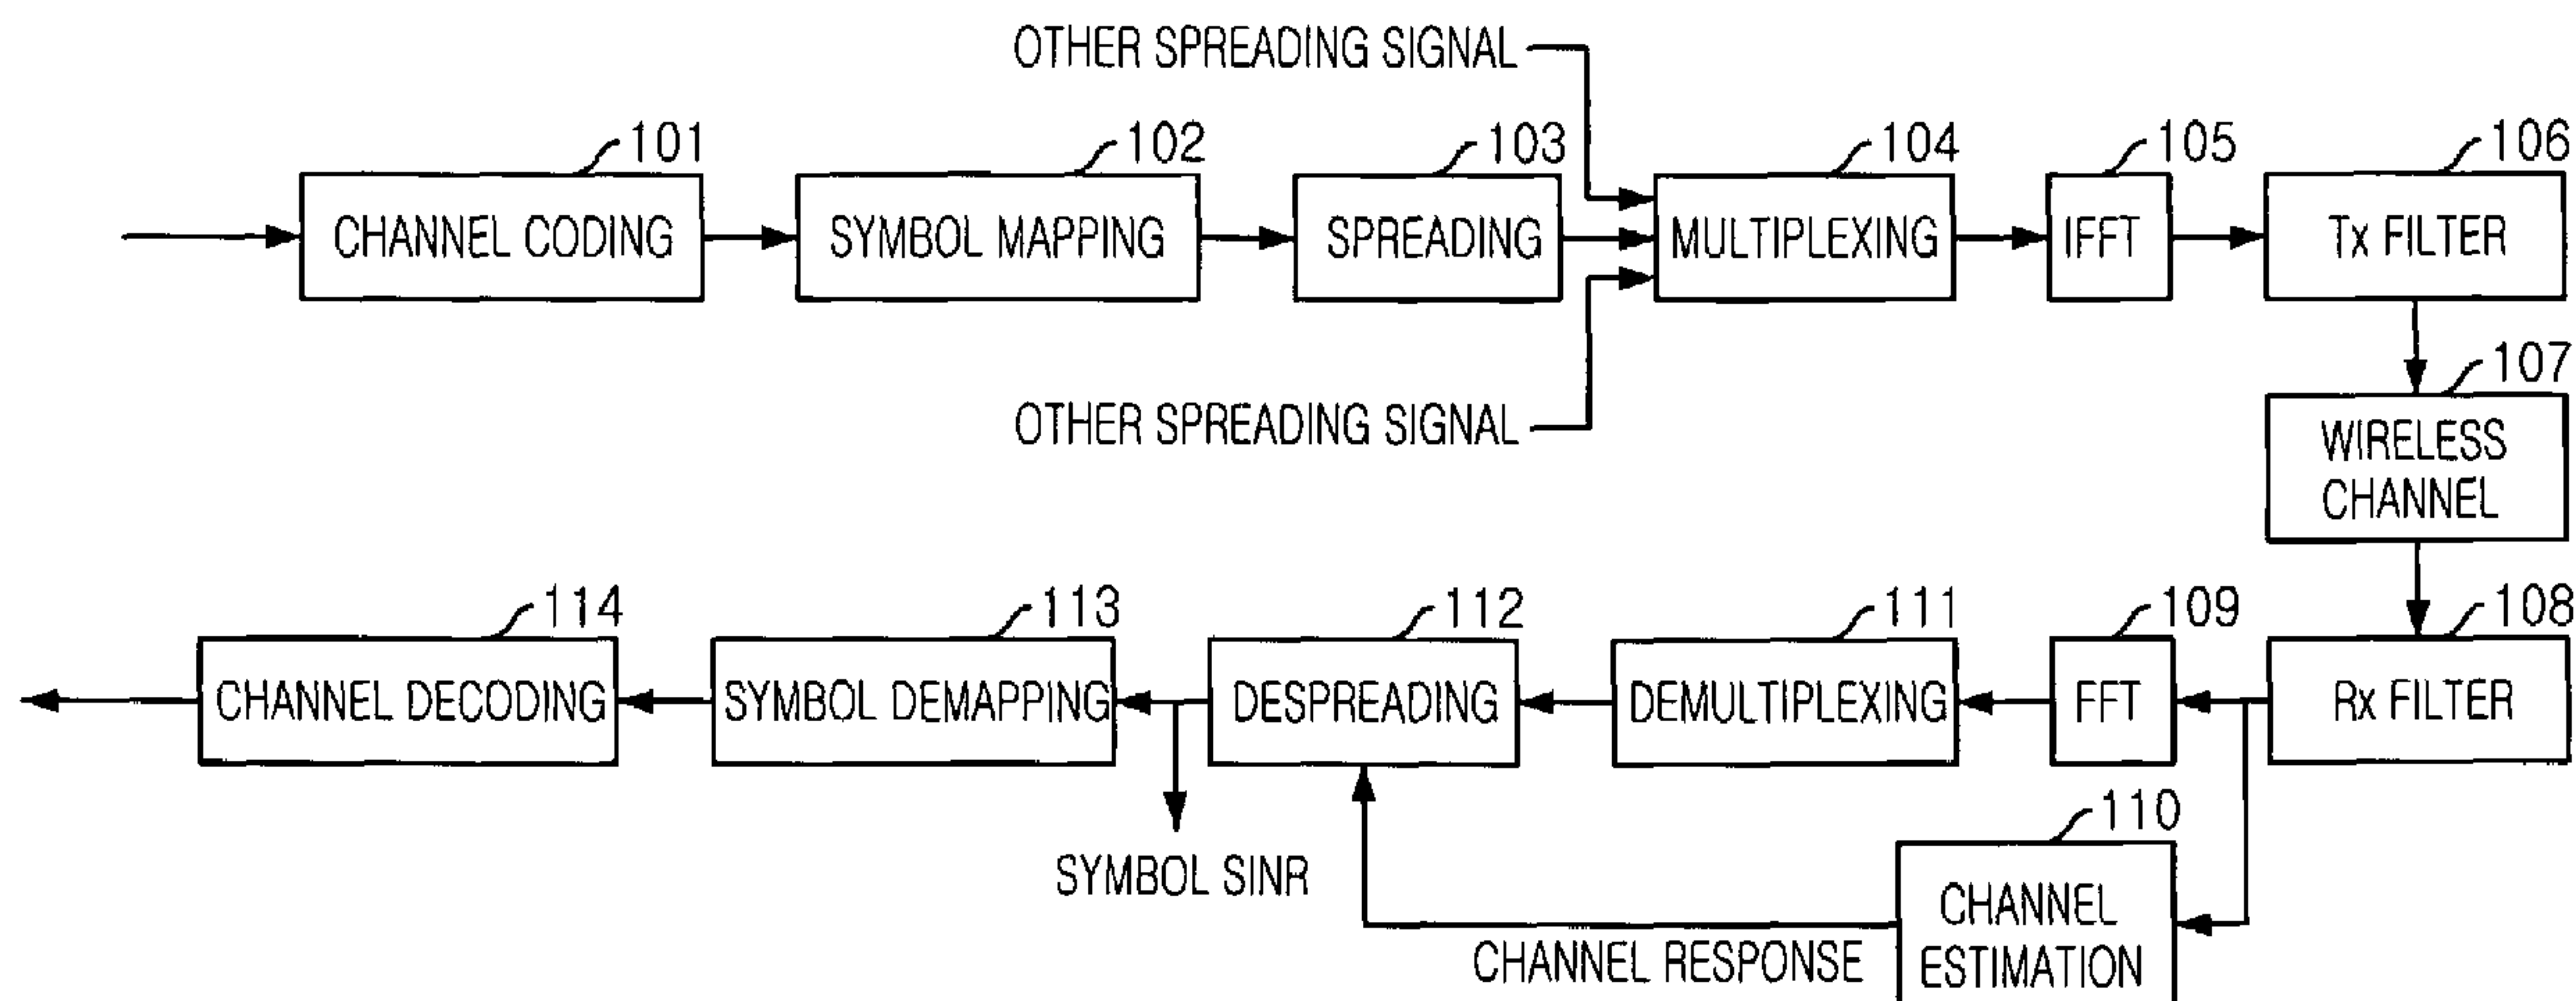 OTHER SPREADING SIGNAL
101
102
103
104
105
106
CHANNEL CODING
SYMBOL MAPPING
SPREADING
MULTIPLEXING
IFFT
Tx FILTER
OTHER SPREADING SIGNAL
107
WIRELESS
CHANNEL
114
113
112
111
109
108
CHANNEL DECODING
SYMBOL DEMAPPING
DESPREADING
DEMULTIPLEXING
FFT
Rx FILTER
SYMBOL SINR
110
CHANNEL
ESTIMATION
CHANNEL RESPONSE